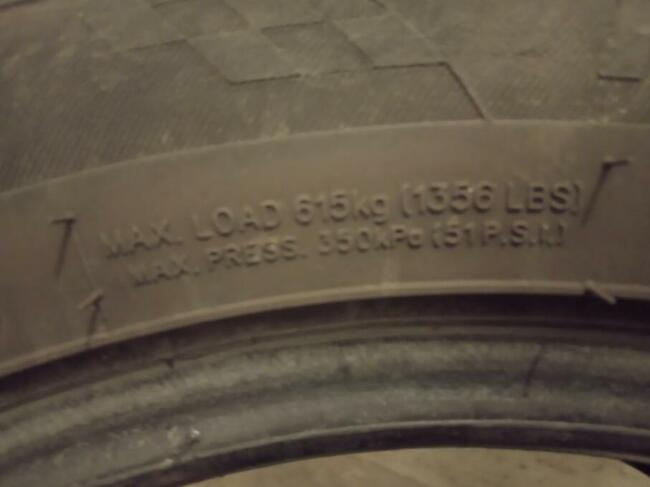 MAX. LOAD 615kg (1356 LBS)
MAX. PRESS. 350kPa (51 P.S.I.)